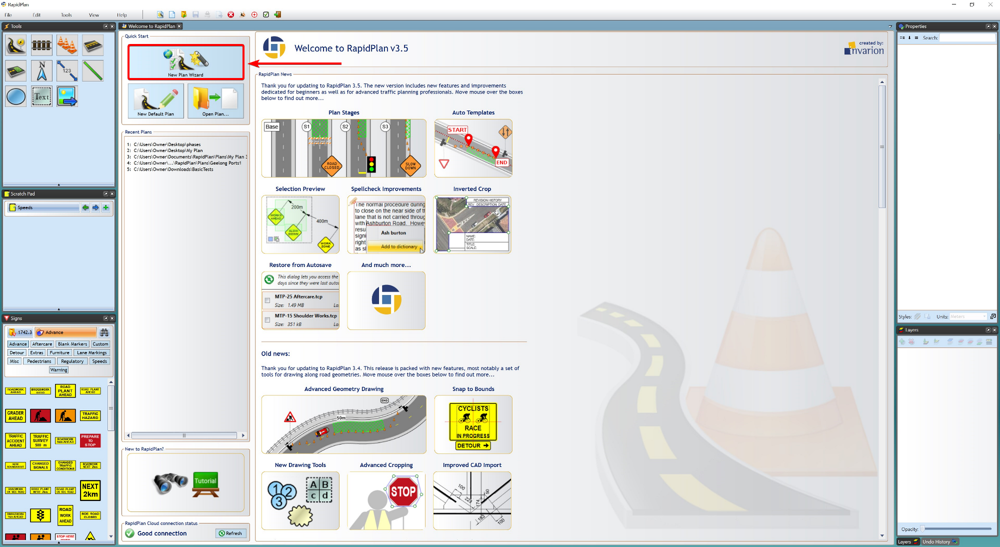 RapidPlan
File Edit Tools View Help
Tools
N
123
Text
Scratch Pad
Speeds
Signs
1742.3 Advance
Advance Aftercare Blank Markers Custom
Detour Extras Furniture Lane Markings
Misc Pedestrians Regulatory Speeds
Warning
ROADWORK AHEAD
BRIDGEWORK AHEAD
ROAD PLANT AHEAD
ROAD PLANT AHEAD
GRADER AHEAD
TRAFFIC HAZARD
TRAFFIC ACCIDENT AHEAD
TRAFFIC SURVEY 500 m
ROADWORK 1km AHEAD
PREPARE TO STOP
NEW ROUNDABOUT
CHANGED SIGNALS
CHANGED TRAFFIC CONDITIONS
ROADWORK NEXT 2km
ROADWORK ON SIDE ROAD
ROAD PLANT NEXT 2km
ROAD PLANT ON SIDE ROAD
NEXT 2km
BRIDGEWORK 1km AHEAD
ROAD WORK AHEAD
SIDE ROAD CLOSED
STOP HERE
Welcome to RapidPlan
Quick Start
New Plan Wizard
New Default Plan
Open Plan...
Recent Plans
1: C:\Users\Owner\Desktop\phases
2: C:\Users\Owner\Desktop\My Plan
3: C:\Users\Owner\Documents\RapidPlan\Plans\My Plan 3
4: C:\Users\Owner\...\RapidPlan\Plans\Geelong Ports1
5: C:\Users\Owner\Downloads\BasicTests
New to RapidPlan?
Tutorial
RapidPlan Cloud connection status
Good connection
Refresh
Welcome to RapidPlan v3.5
created by:
invarion
RapidPlan News
Thank you for updating to RapidPlan 3.5. The new version includes new features and improvements
dedicated for beginners as well as for advanced traffic planning professionals. Move mouse over the boxes
below to find out more...
Plan Stages
Base
S1
S2
S3
ROAD CLOSED
SLOW DOWN
Auto Templates
START
END
Selection Preview
200m
400m
WORKS AHEAD
SLOW DOWN
WORK ZONE
Spellcheck Improvements
The normal procedure during
to close on the near side of th
lane that is not carried throug
with Ashburton Road. Howe
resu
signi
right
as sl
Ash burton
Add to dictionary
Inverted Crop
REVISION HISTORY
REV DESCRIPTION DATE
NAME:
DATE:
TITLE:
SCALE:
Restore from Autosave
This dialog lets you access the
days since they were last autos
MTP-25 Aftercare.tcp
Size: 1.49 MB La
MTP-15 Shoulder Works.tcp
Size: 351 kB La
And much more...
Old news:
Thank you for updating to RapidPlan 3.4. This release is packed with new features, most notably a set of
tools for drawing along road geometries. Move mouse over the boxes below to find out more...
Advanced Geometry Drawing
END
50m
Snap to Bounds
CYCLISTS
RACE
IN PROGRESS
DETOUR
New Drawing Tools
1 2 3
A B
c d
Advanced Cropping
STOP
Improved CAD Import
100
223
174
50
183
100
Properties
Search:
Styles: Units: Meters
Layers
Opacity:
Layers Undo History